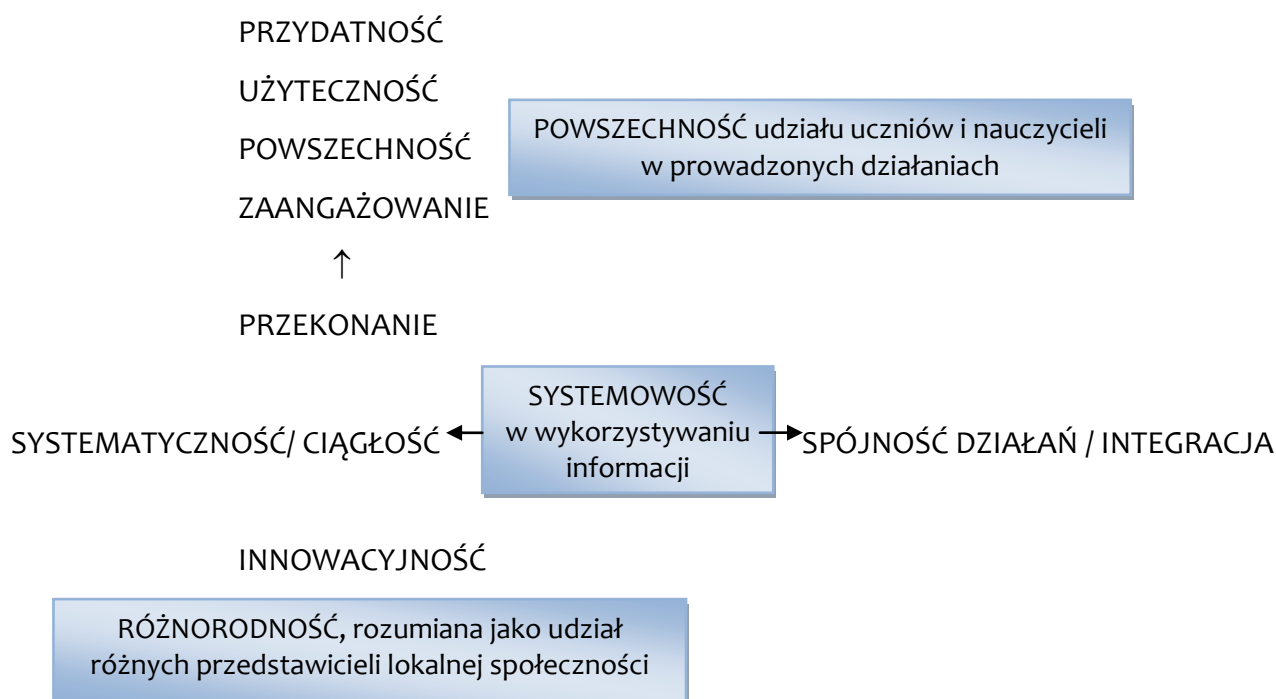 PRZYDATNOŚĆ
UŻYTECZNOŚĆ
POWSZECHNOŚĆ
ZAANGAŻOWANIE
POWSZECHNOŚĆ udziału uczniów i nauczycieli
w prowadzonych działaniach
↑
PRZEKONANIE
SYSTEMATYCZNOŚĆ/ CIĄGŁOŚĆ
SYSTEMOWOŚĆ
w wykorzystywaniu
informacji
SPÓJNOŚĆ DZIAŁAŃ / INTEGRACJA
INNOWACYJNOŚĆ
RÓŻNORODNOŚĆ, rozumiana jako udział
różnych przedstawicieli lokalnej społeczności